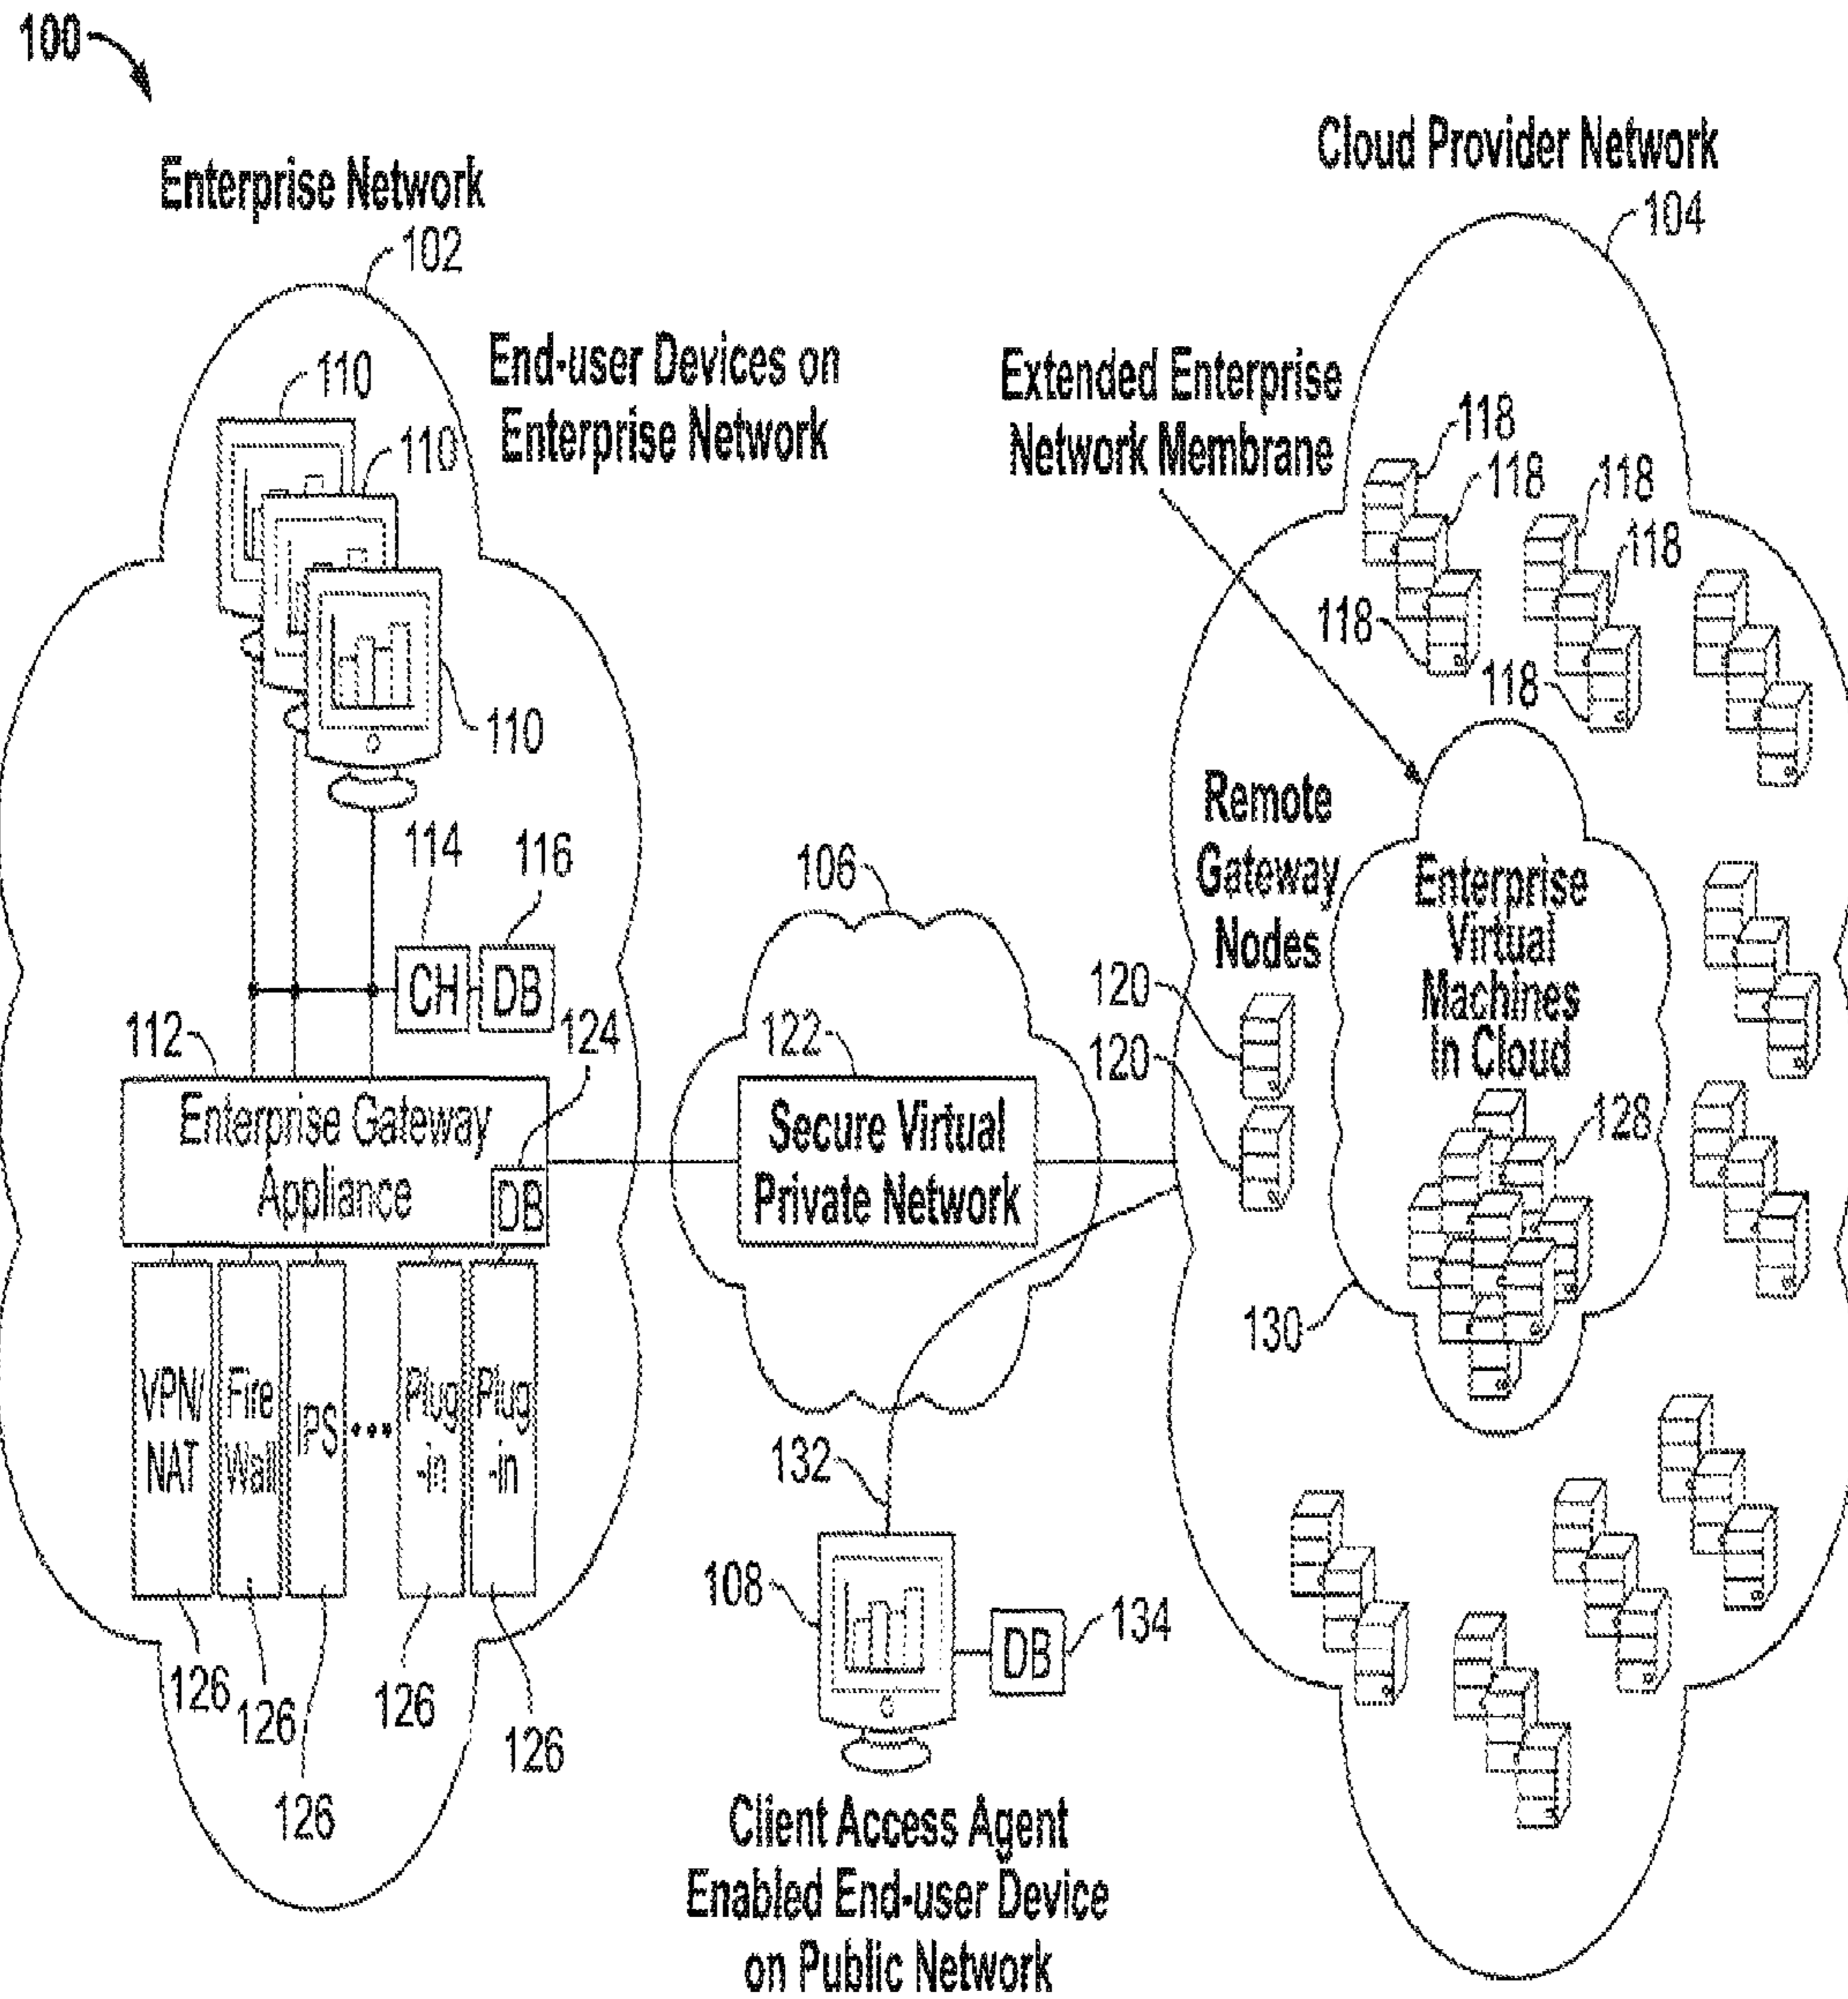 100
Enterprise Network
102
Cloud Provider Network
104
End-user Devices on
Enterprise Network
110
110
110
Extended Enterprise
Network Membrane
118
118
118
118
118
118
114
116
CH
DB
112
124
Enterprise Gateway
Appliance
DB
VPN/
NAT
Fire
Wall
IPS
•••
Plug
-in
Plug
-in
126
126
126
126
126
106
122
Secure Virtual
Private Network
Remote
Gateway
Nodes
120
120
Enterprise
Virtual
Machines
In Cloud
128
130
132
108
DB
134
Client Access Agent
Enabled End-user Device
on Public Network